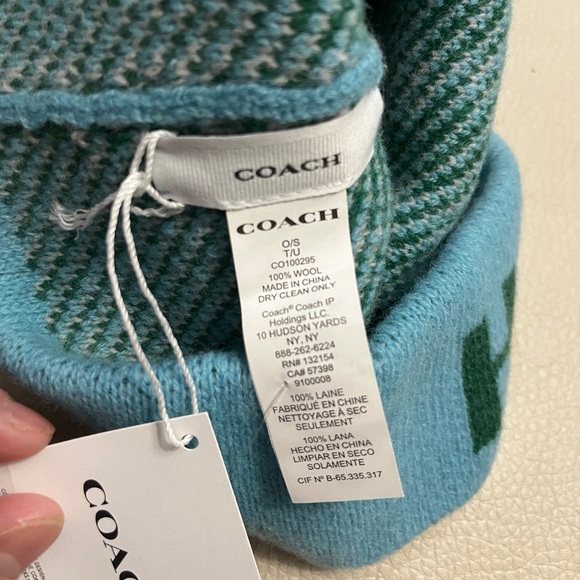 COACH
COACH
O/S
T/U
CO100295
100% WOOL
MADE IN CHINA
DRY CLEAN ONLY
Coach® Coach IP
Holdings LLC.
10 HUDSON YARDS
NY, NY
888-262-6224
RN# 132154
CA# 57398
9100008
100% LAINE
FABRIQUÉ EN CHINE
NETTOYAGE À SEC
SEULEMENT
100% LANA
HECHO EN CHINA
LIMPIAR EN SECO
SOLAMENTE
CIF Nº B-65.335.317
COACH